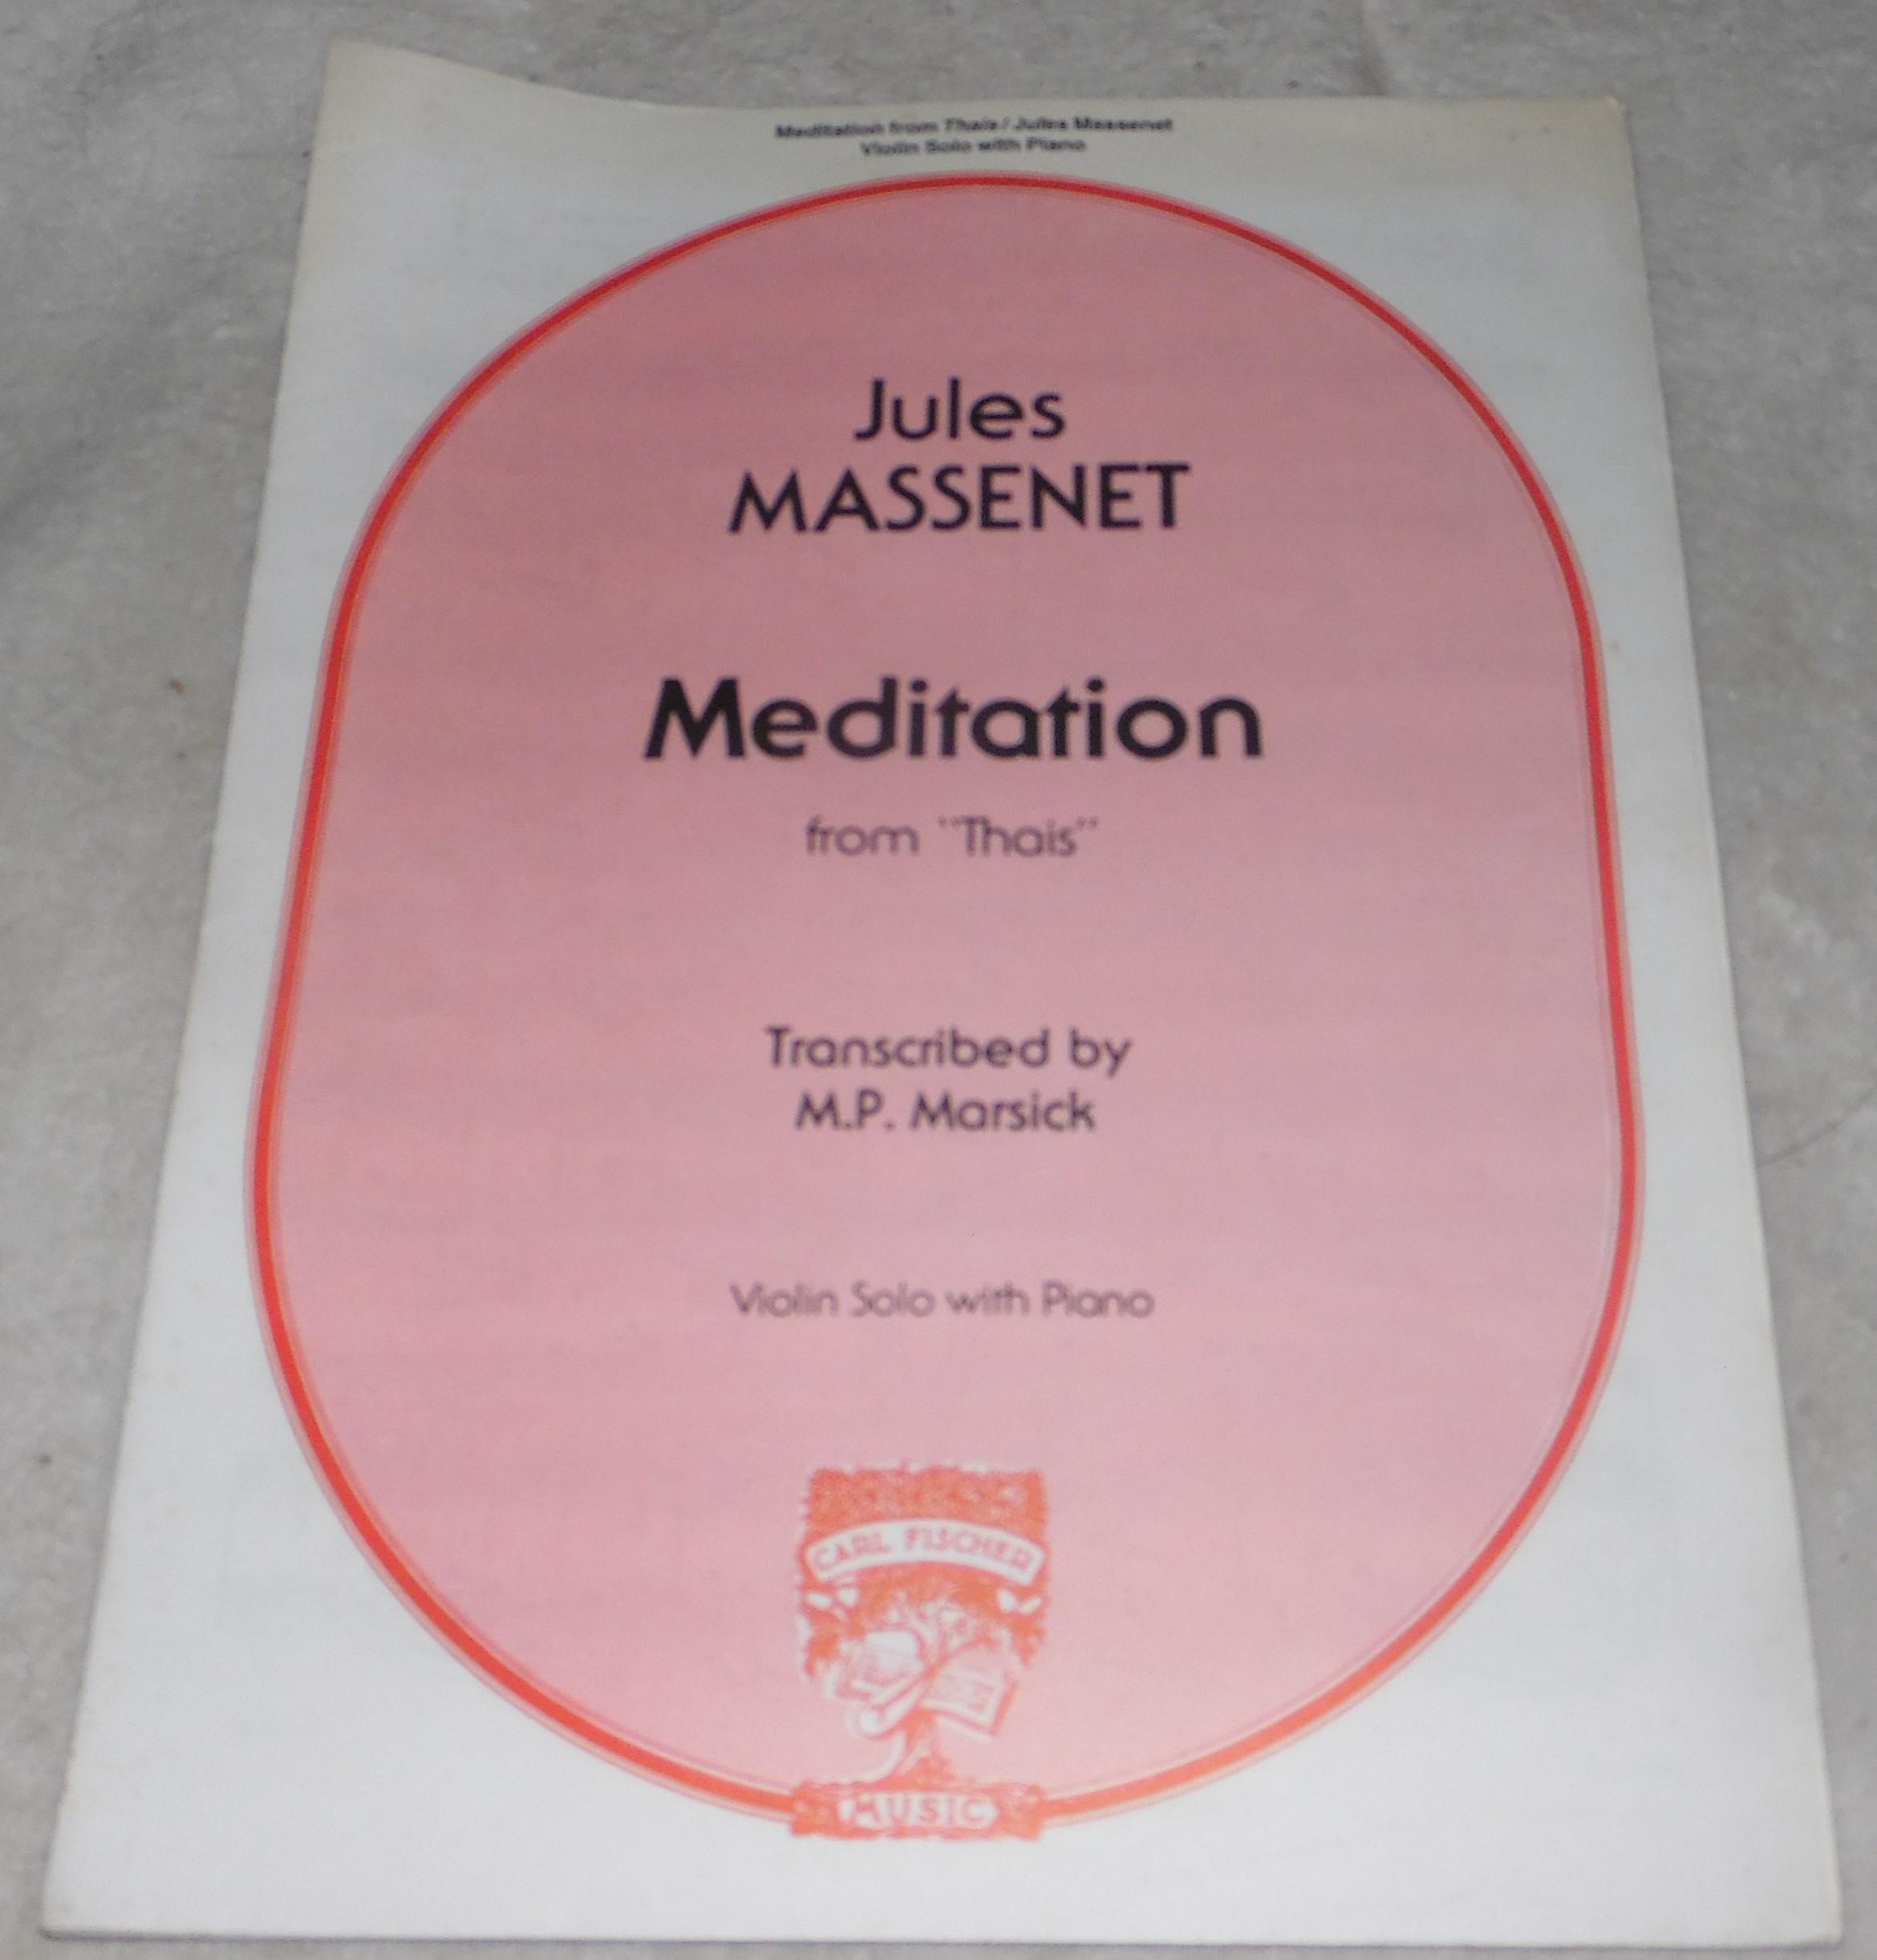 Meditation from Thais / Jules Massenet
Violin Solo with Piano
Jules
MASSENET
Meditation
from "Thais"
Transcribed by
M.P. Marsick
Violin Solo with Piano
CARL FISCHER
MUSIC